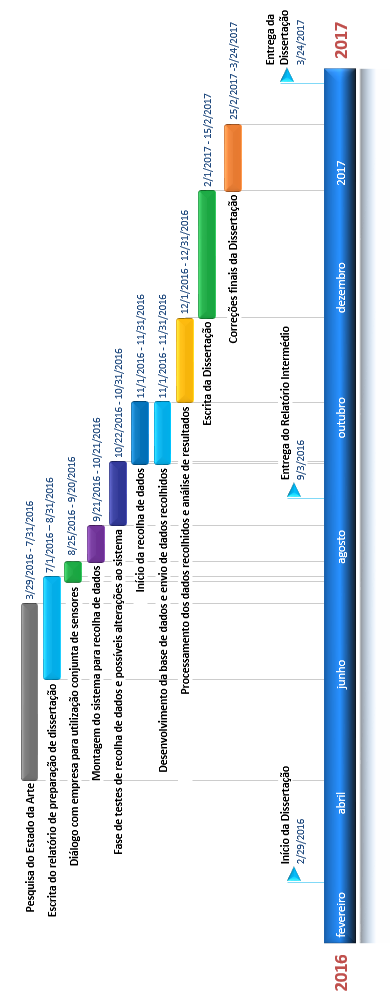 Pesquisa do Estado da Arte
3/29/2016 - 7/31/2016
Escrita do relatório de preparação de dissertação
7/1/2016 – 8/31/2016
Diálogo com empresa para utilização conjunta de sensores
8/25/2016 - 9/20/2016
Montagem do sistema para recolha de dados
9/21/2016 - 10/21/2016
Fase de testes de recolha de dados e possíveis alterações ao sistema
10/22/2016 - 10/31/2016
Início da recolha de dados
11/1/2016 - 11/31/2016
Desenvolvimento da base de dados e envio de dados recolhidos
11/1/2016 - 11/31/2016
Processamento dos dados recolhidos e análise de resultados
12/1/2016 - 12/31/2016
Escrita da Dissertação
2/1/2017 - 15/2/2017
Correções finais da Dissertação
25/2/2017 -3/24/2017
Início da Dissertação
2/29/2016
Entrega do Relatório Intermédio
9/3/2016
Entrega da
Dissertação
3/24/2017
2016
fevereiro
abril
junho
agosto
outubro
dezembro
2017
2017